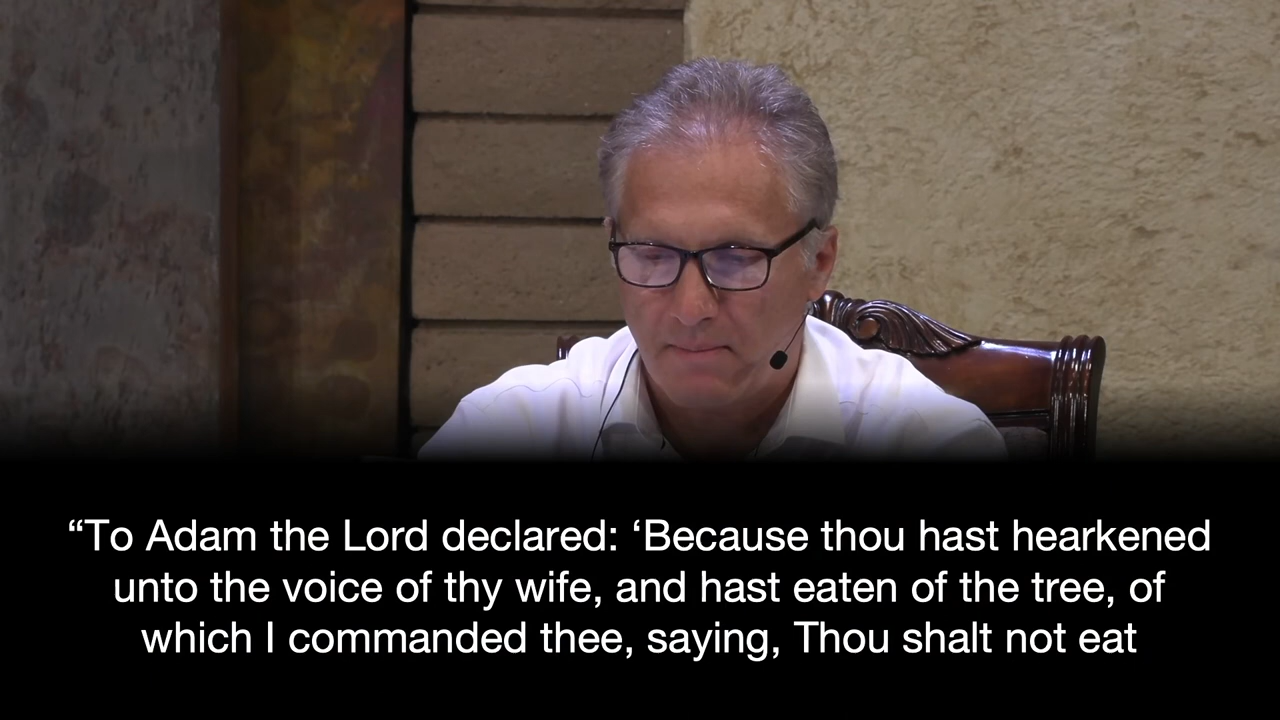 “To Adam the Lord declared: ‘Because thou hast hearkened
unto the voice of thy wife, and hast eaten of the tree, of
which I commanded thee, saying, Thou shalt not eat